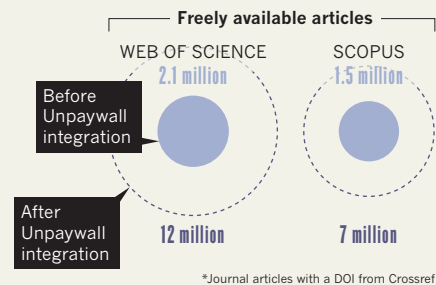 Freely available articles
WEB OF SCIENCE
2.1 million
SCOPUS
1.5 million
Before
Unpaywall
integration
After
Unpaywall
integration
12 million
7 million
*Journal articles with a DOI from Crossref